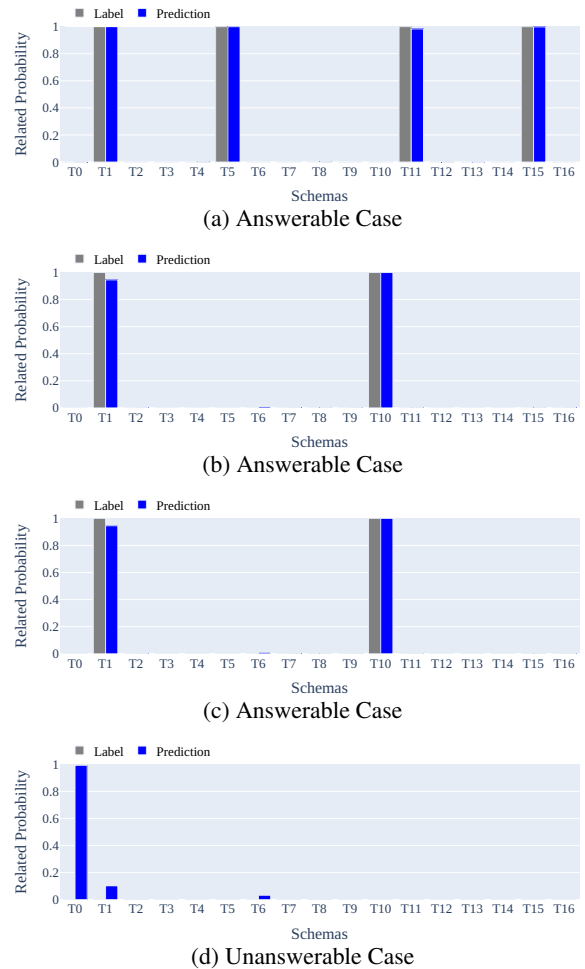 Label Prediction
1
0.8
0.6
0.4
0.2
0
Related Probability
T0 T1 T2 T3 T4 T5 T6 T7 T8 T9 T10 T11 T12 T13 T14 T15 T16
Schemas
(a) Answerable Case
Label Prediction
1
0.8
0.6
0.4
0.2
0
Related Probability
T0 T1 T2 T3 T4 T5 T6 T7 T8 T9 T10 T11 T12 T13 T14 T15 T16
Schemas
(b) Answerable Case
Label Prediction
1
0.8
0.6
0.4
0.2
0
Related Probability
T0 T1 T2 T3 T4 T5 T6 T7 T8 T9 T10 T11 T12 T13 T14 T15 T16
Schemas
(c) Answerable Case
Label Prediction
1
0.8
0.6
0.4
0.2
0
Related Probability
T0 T1 T2 T3 T4 T5 T6 T7 T8 T9 T10 T11 T12 T13 T14 T15 T16
Schemas
(d) Unanswerable Case